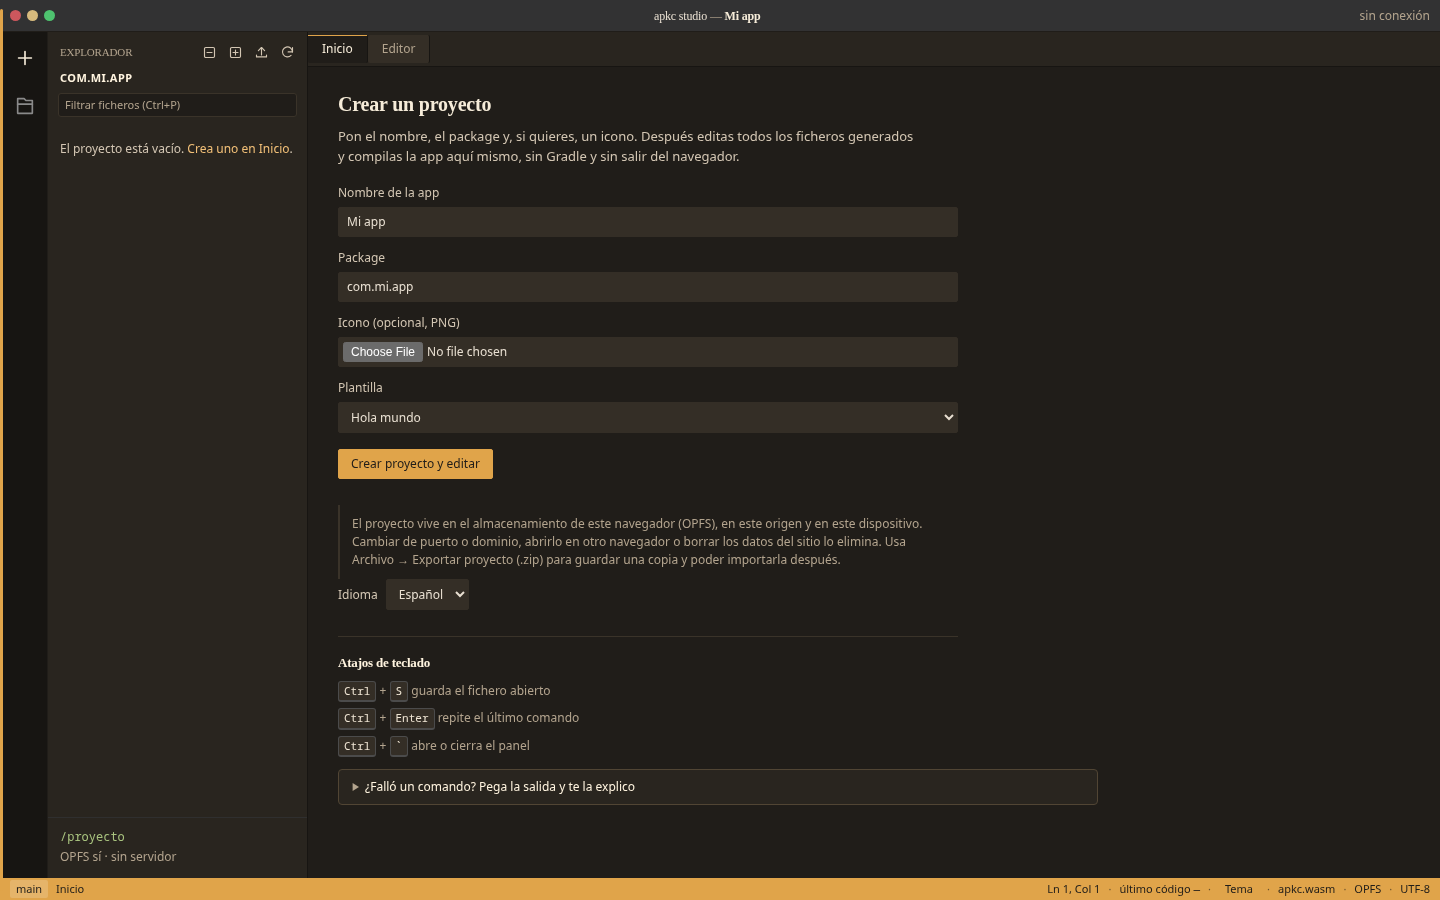 apkc studio — Mi app
sin conexión
EXPLORADOR
COM.MI.APP
Filtrar ficheros (Ctrl+P)
El proyecto está vacío. Crea uno en Inicio.
/proyecto
OPFS sí · sin servidor
Inicio
Editor
Crear un proyecto
Pon el nombre, el package y, si quieres, un icono. Después editas todos los ficheros generados
y compilas la app aquí mismo, sin Gradle y sin salir del navegador.
Nombre de la app
Mi app
Package
com.mi.app
Icono (opcional, PNG)
Choose File No file chosen
Plantilla
Hola mundo
Crear proyecto y editar
El proyecto vive en el almacenamiento de este navegador (OPFS), en este origen y en este dispositivo.
Cambiar de puerto o dominio, abrirlo en otro navegador o borrar los datos del sitio lo elimina. Usa
Archivo → Exportar proyecto (.zip) para guardar una copia y poder importarla después.
Idioma Español
Atajos de teclado
Ctrl + S guarda el fichero abierto
Ctrl + Enter repite el último comando
Ctrl + ` abre o cierra el panel
¿Falló un comando? Pega la salida y te la explico
main Inicio
Ln 1, Col 1 · último código — · Tema · apkc.wasm · OPFS · UTF-8